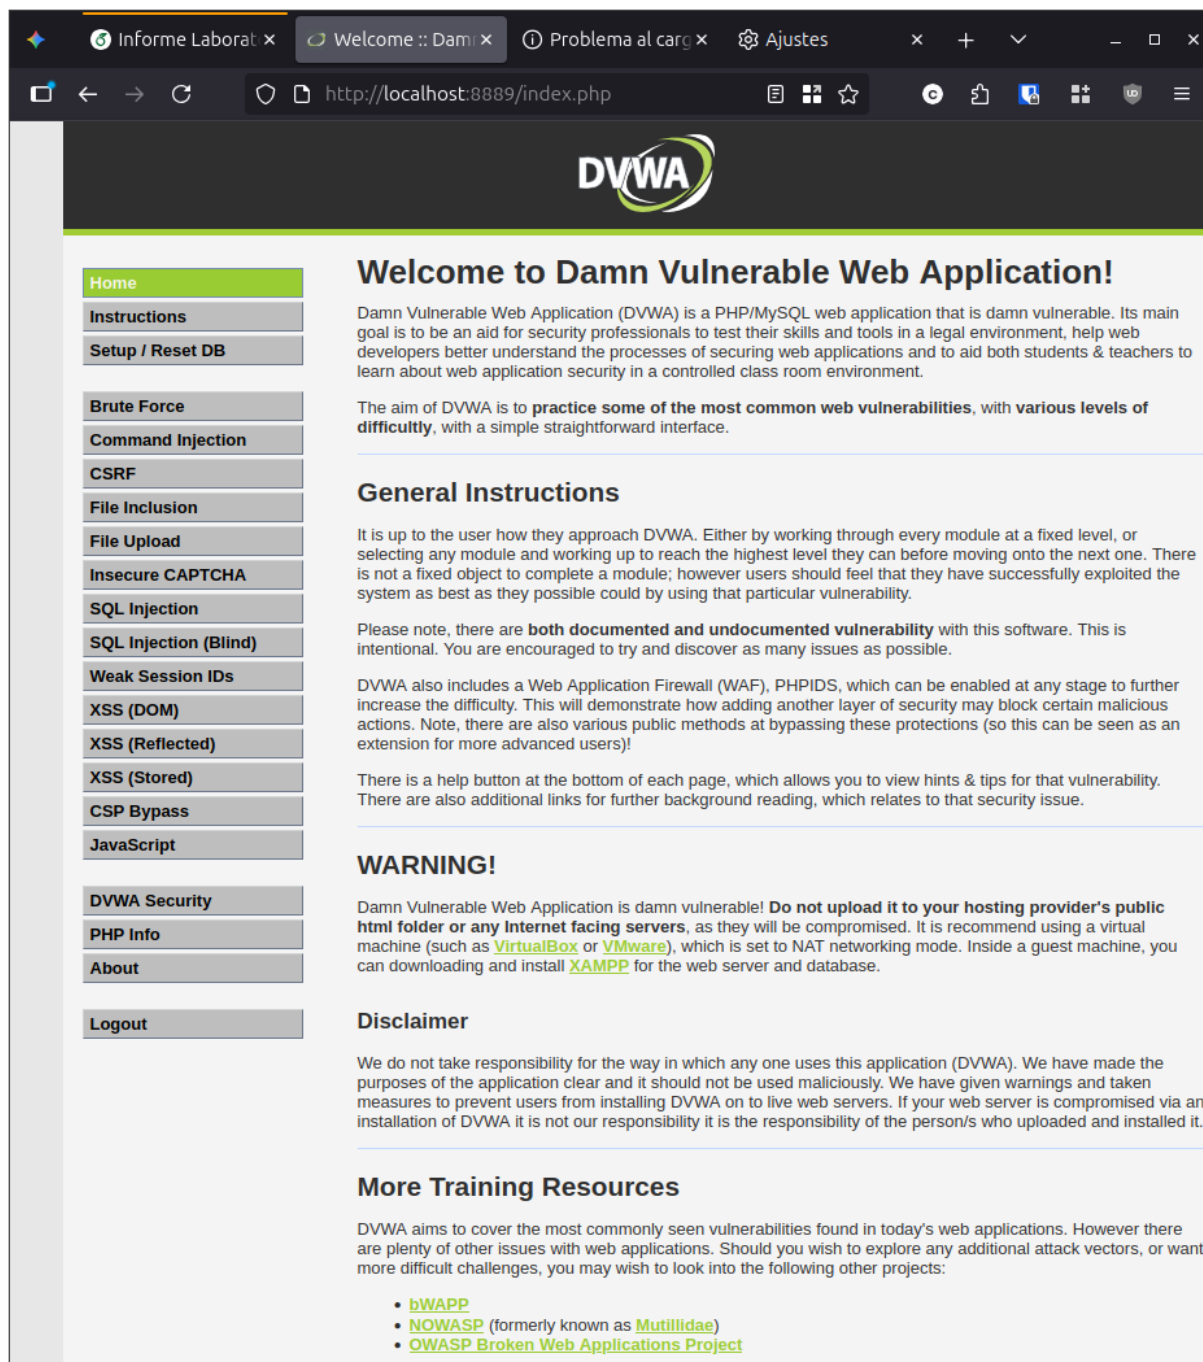 Informe Laborat
Welcome :: Dam
Problema al carg
Ajustes
http://localhost:8889/index.php
DVWA
Home
Instructions
Setup / Reset DB
Brute Force
Command Injection
CSRF
File Inclusion
File Upload
Insecure CAPTCHA
SQL Injection
SQL Injection (Blind)
Weak Session IDs
XSS (DOM)
XSS (Reflected)
XSS (Stored)
CSP Bypass
JavaScript
DVWA Security
PHP Info
About
Logout
Welcome to Damn Vulnerable Web Application!
Damn Vulnerable Web Application (DVWA) is a PHP/MySQL web application that is damn vulnerable. Its main
goal is to be an aid for security professionals to test their skills and tools in a legal environment, help web
developers better understand the processes of securing web applications and to aid both students & teachers to
learn about web application security in a controlled class room environment.
The aim of DVWA is to practice some of the most common web vulnerabilities, with various levels of
difficultly, with a simple straightforward interface.
General Instructions
It is up to the user how they approach DVWA. Either by working through every module at a fixed level, or
selecting any module and working up to reach the highest level they can before moving onto the next one. There
is not a fixed object to complete a module; however users should feel that they have successfully exploited the
system as best as they possible could by using that particular vulnerability.
Please note, there are both documented and undocumented vulnerability with this software. This is
intentional. You are encouraged to try and discover as many issues as possible.
DVWA also includes a Web Application Firewall (WAF), PHPIDS, which can be enabled at any stage to further
increase the difficulty. This will demonstrate how adding another layer of security may block certain malicious
actions. Note, there are also various public methods at bypassing these protections (so this can be seen as an
extension for more advanced users)!
There is a help button at the bottom of each page, which allows you to view hints & tips for that vulnerability.
There are also additional links for further background reading, which relates to that security issue.
WARNING!
Damn Vulnerable Web Application is damn vulnerable! Do not upload it to your hosting provider's public
html folder or any Internet facing servers, as they will be compromised. It is recommend using a virtual
machine (such as VirtualBox or VMware), which is set to NAT networking mode. Inside a guest machine, you
can downloading and install XAMPP for the web server and database.
Disclaimer
We do not take responsibility for the way in which any one uses this application (DVWA). We have made the
purposes of the application clear and it should not be used maliciously. We have given warnings and taken
measures to prevent users from installing DVWA on to live web servers. If your web server is compromised via an
installation of DVWA it is not our responsibility it is the responsibility of the person/s who uploaded and installed it.
More Training Resources
DVWA aims to cover the most commonly seen vulnerabilities found in today's web applications. However there
are plenty of other issues with web applications. Should you wish to explore any additional attack vectors, or want
more difficult challenges, you may wish to look into the following other projects:
• bWAPP
• NOWASP (formerly known as Mutillidae)
• OWASP Broken Web Applications Project